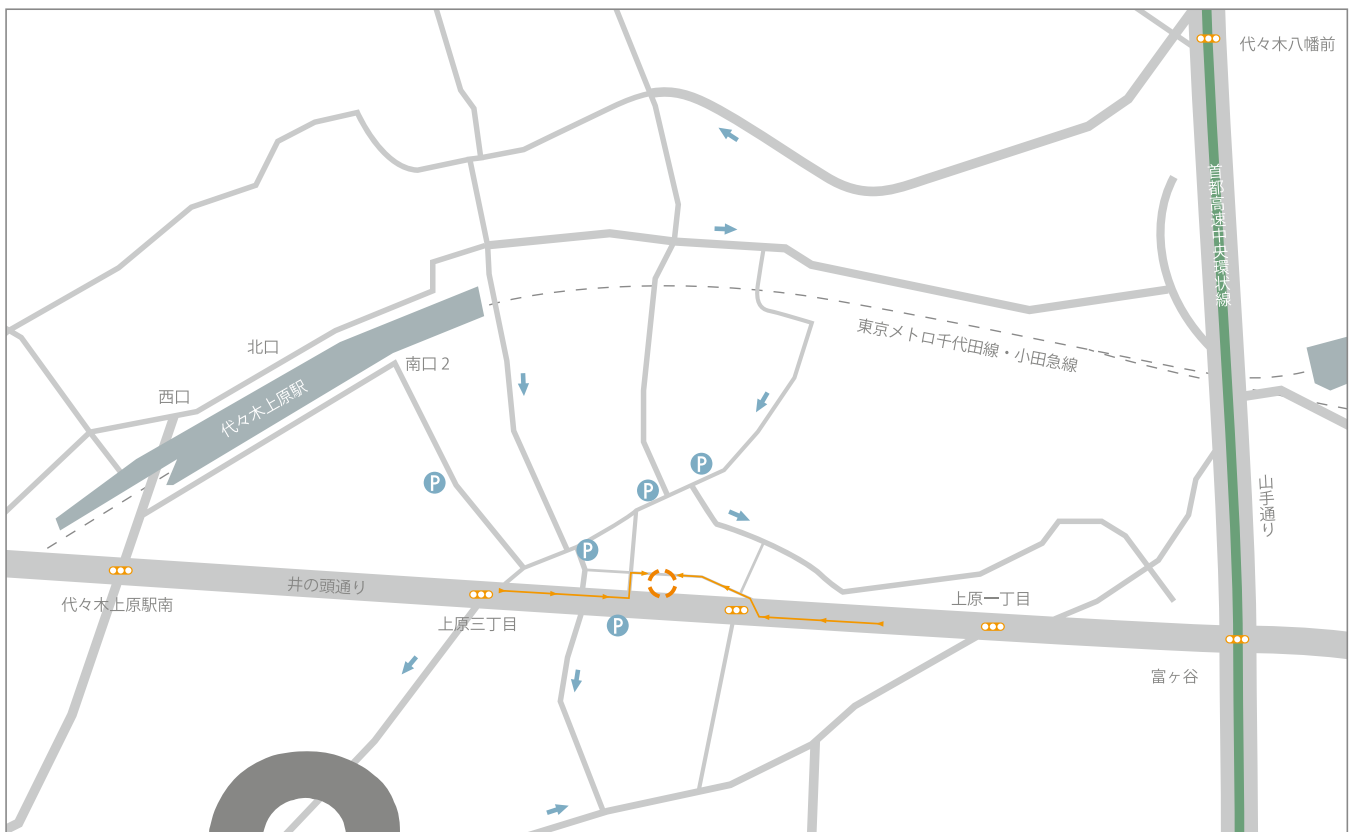 代々木八幡前
首都高速中央環状線
東京メトロ千代田線・小田急線
北口
南口 2
西口
代々木上原駅
P
P
P
山手通り
P
井の頭通り
代々木上原駅南
上原一丁目
上原三丁目
P
富ヶ谷